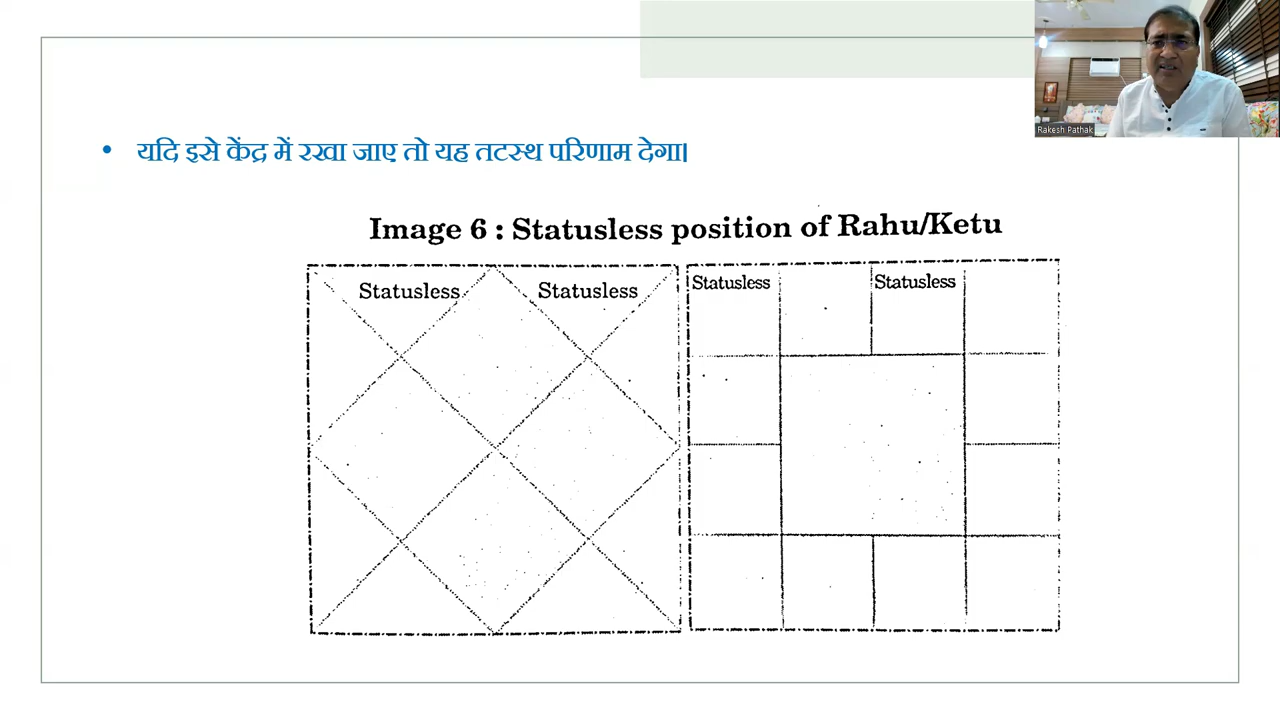 Rakesh Pathak
• यदि इसे केंद्र में रखा जाए तो यह तटस्थ परिणाम देगा।
Image 6 : Statusless position of Rahu/Ketu
Statusless Statusless Statusless Statusless